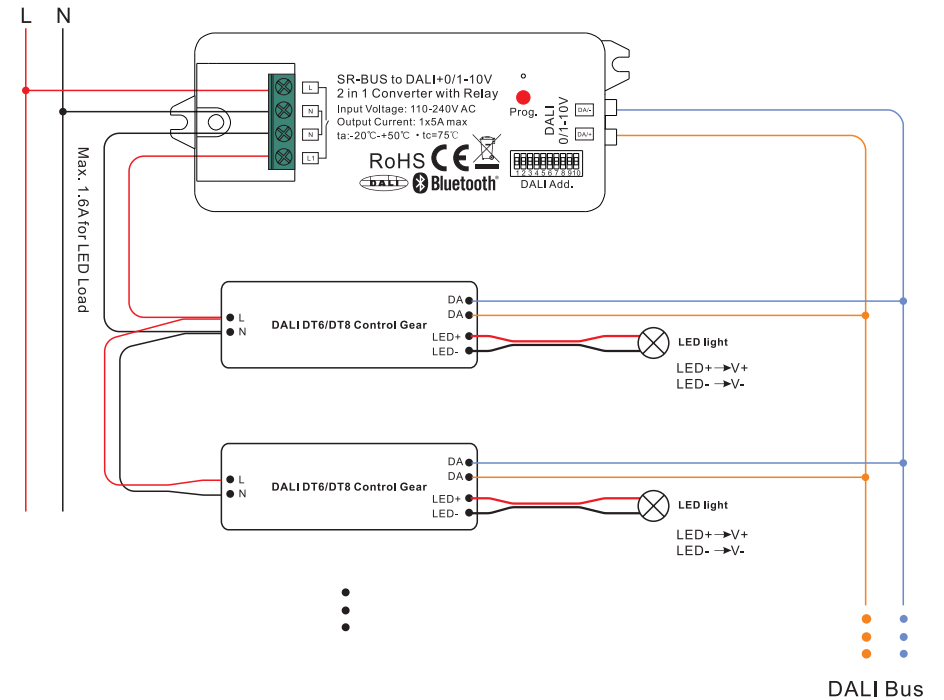 L N
SR-BUS to DALI+0/1-10V
2 in 1 Converter with Relay
Input Voltage: 110-240V AC
Output Current: 1x5A max
ta:-20℃-+50℃ • tc=75℃
RoHS CE
DALI Bluetooth®
L
N
N
L1
Prog.
DALI
0/1-10V
DA/-
DA/+
1 2 3 4 5 6 7 8 9 10
DALI Add.
Max. 1.6A for LED Load
DALI DT6/DT8 Control Gear
L
N
DA
DA
LED+
LED-
LED light
LED+→V+
LED-→V-
DALI DT6/DT8 Control Gear
L
N
DA
DA
LED+
LED-
LED light
LED+→V+
LED-→V-
DALI Bus